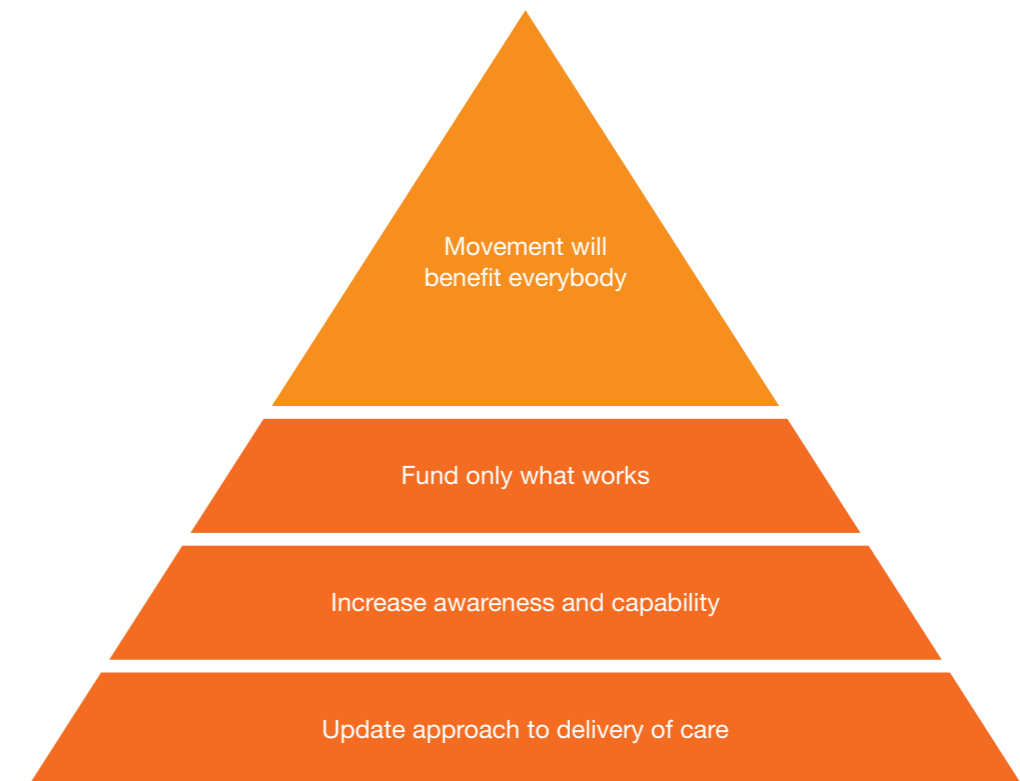 Movement will
benefit everybody
Fund only what works
Increase awareness and capability
Update approach to delivery of care